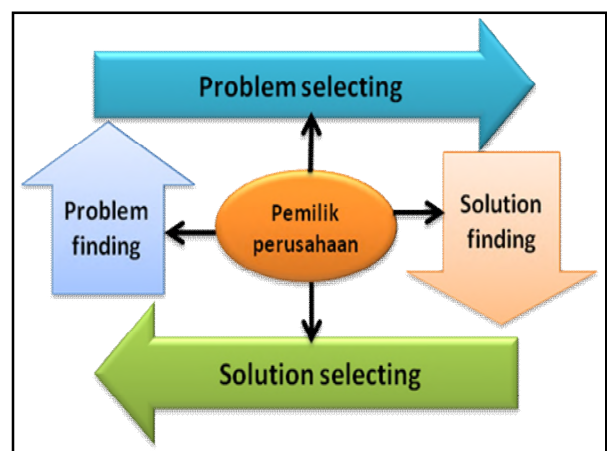 Problem selecting
Problem
finding
Pemilik
perusahaan
Solution
finding
Solution selecting